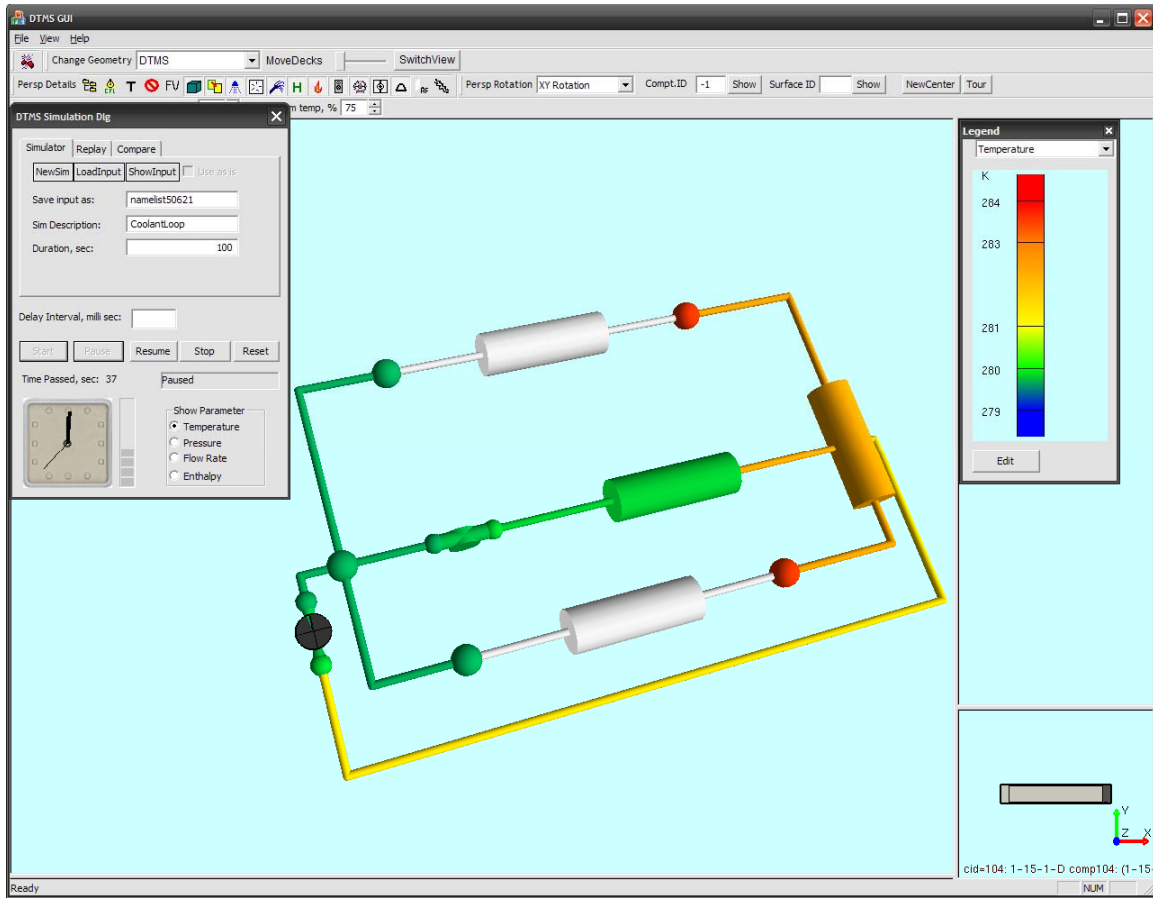 DTMS GUI
File View Help
Change Geometry DTMS MoveDecks SwitchView
Persp Details T FV H Persp Rotation XY Rotation Compt.ID -1 Show Surface ID Show NewCenter Tour
temp, % 75
DTMS Simulation Dlg
Simulator Replay Compare
NewSim LoadInput ShowInput Use as is
Save input as: namelist50621
Sim Description: CoolantLoop
Duration, sec: 100
Delay Interval, milli sec:
Start Pause Resume Stop Reset
Time Passed, sec: 37 Paused
Show Parameter
Temperature
Pressure
Flow Rate
Enthalpy
Legend
Temperature
K
284
283
281
280
279
Edit
Y
Z X
cid=104: 1-15-1-D comp104: (1-15-
Ready NUM